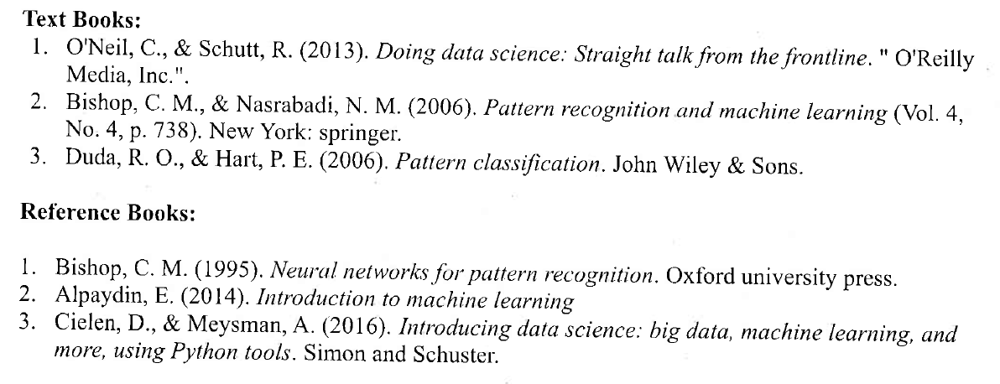 Text Books:
1. O'Neil, C., & Schutt, R. (2013). Doing data science: Straight talk from the frontline. " O'Reilly
Media, Inc.".
2. Bishop, C. M., & Nasrabadi, N. M. (2006). Pattern recognition and machine learning (Vol. 4,
No. 4, p. 738). New York: springer.
3. Duda, R. O., & Hart, P. E. (2006). Pattern classification. John Wiley & Sons.
Reference Books:
1. Bishop, C. M. (1995). Neural networks for pattern recognition. Oxford university press.
2. Alpaydin, E. (2014). Introduction to machine learning
3. Cielen, D., & Meysman, A. (2016). Introducing data science: big data, machine learning, and
more, using Python tools. Simon and Schuster.